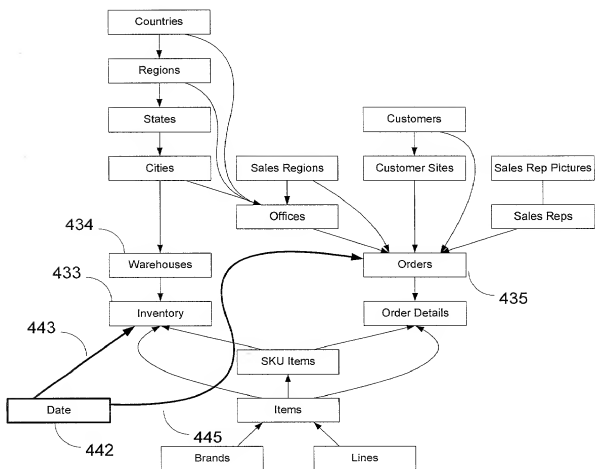 Countries
Regions
States
Customers
Cities
Sales Regions
Customer Sites
Sales Rep Pictures
Offices
Sales Reps
434
Warehouses
Orders
433
435
Inventory
Order Details
443
SKU Items
Date
Items
442
445
Brands
Lines